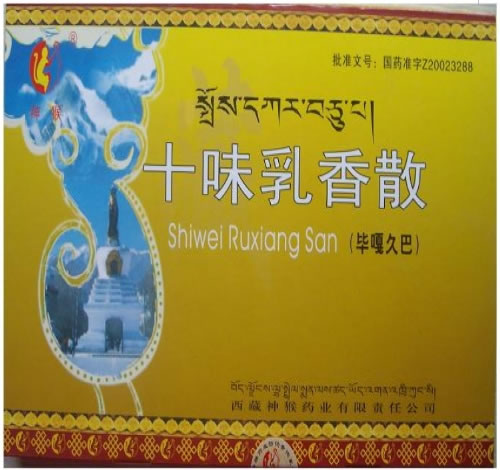 批准文号：国药准字Z20023288
神猴
སྤོས་དཀར་བཅུ་པ།
十味乳香散
Shiwei Ruxiang San (毕嘎久巴)
西藏神猴药业有限责任公司